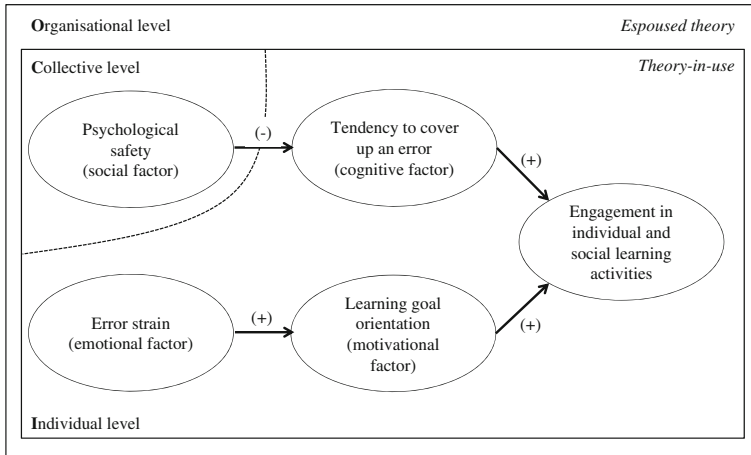 Organisational level
Espoused theory
Collective level
Theory-in-use
Psychological
safety
(social factor)
(-)
Tendency to cover
up an error
(cognitive factor)
(+)
Engagement in
individual and
social learning
activities
Error strain
(emotional factor)
(+)
Learning goal
orientation
(motivational
factor)
(+)
Individual level